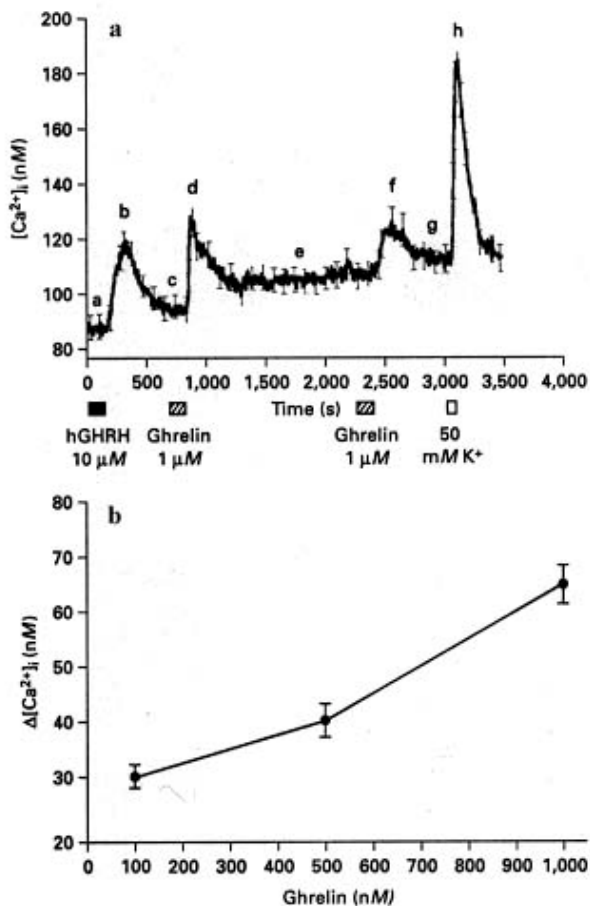 a
200
180
160
140
120
100
80
[Ca²⁺]ᵢ (nM)
a
b
c
d
e
f
g
h
0 500 1,000 1,500 2,000 2,500 3,000 3,500 4,000
Time (s)
hGHRH
10 µM
Ghrelin
1 µM
Ghrelin
1 µM
50
mM K⁺
b
80
70
60
50
40
30
20
Δ[Ca²⁺]ᵢ (nM)
0 100 200 300 400 500 600 700 800 900 1,000
Ghrelin (nM)